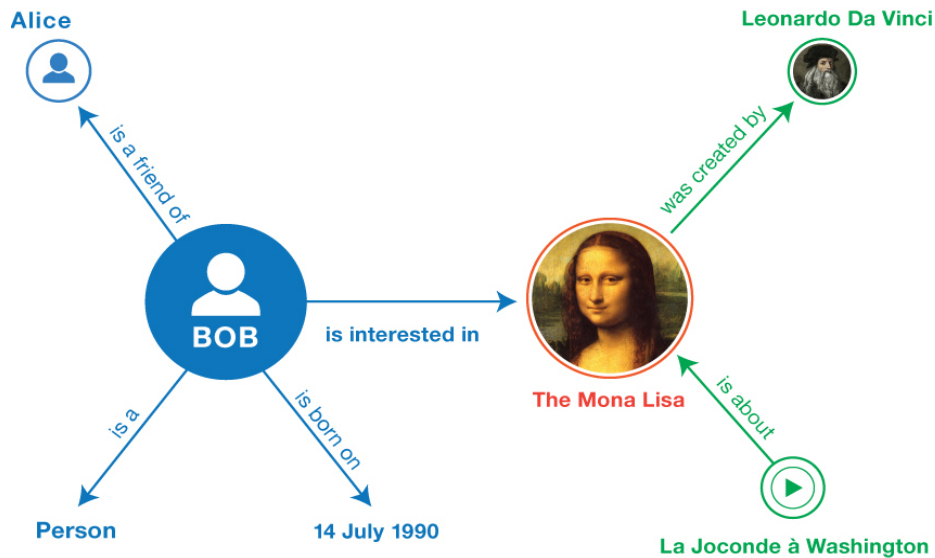 Alice
Leonardo Da Vinci
is a friend of
was created by
BOB
is interested in
The Mona Lisa
is a
is born on
is about
Person
14 July 1990
La Joconde à Washington